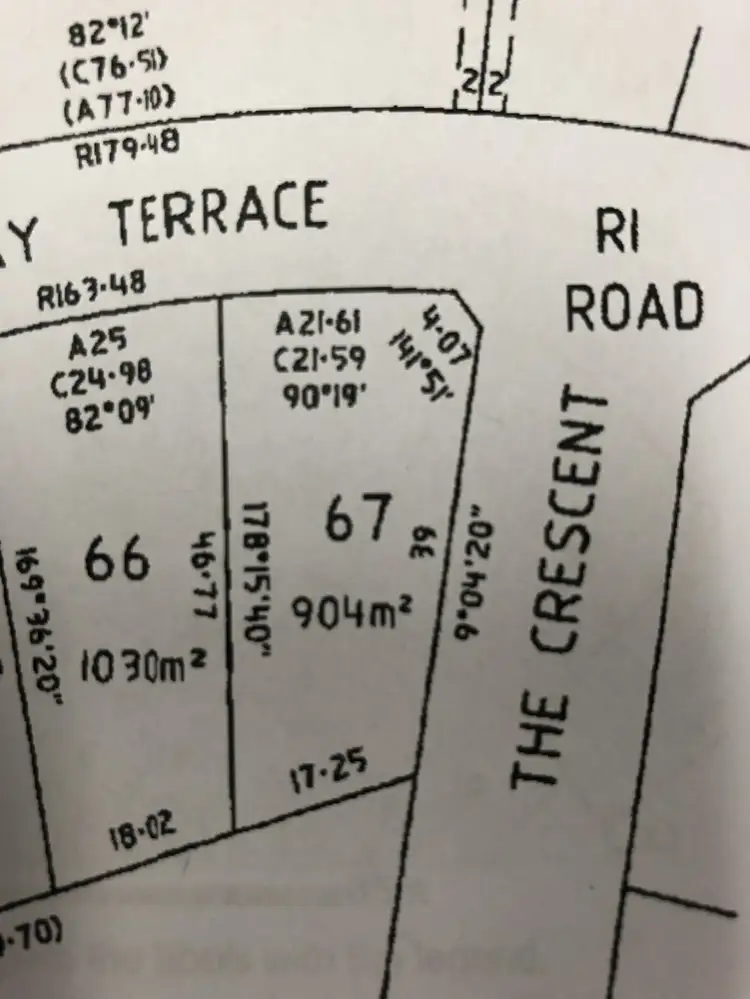 82°12'
(C76·51)
(A77·10)
2 2
R179·48
Y TERRACE
R1
ROAD
R163·48
A25
C24·98
82°09'
A21·61
C21·59
90°19'
4·07
141°51'
THE CRESCENT
66
1030m²
169°36'20"
46·77
178°15'40"
67
904m²
39
9°04'20"
17·25
18·02
·70)